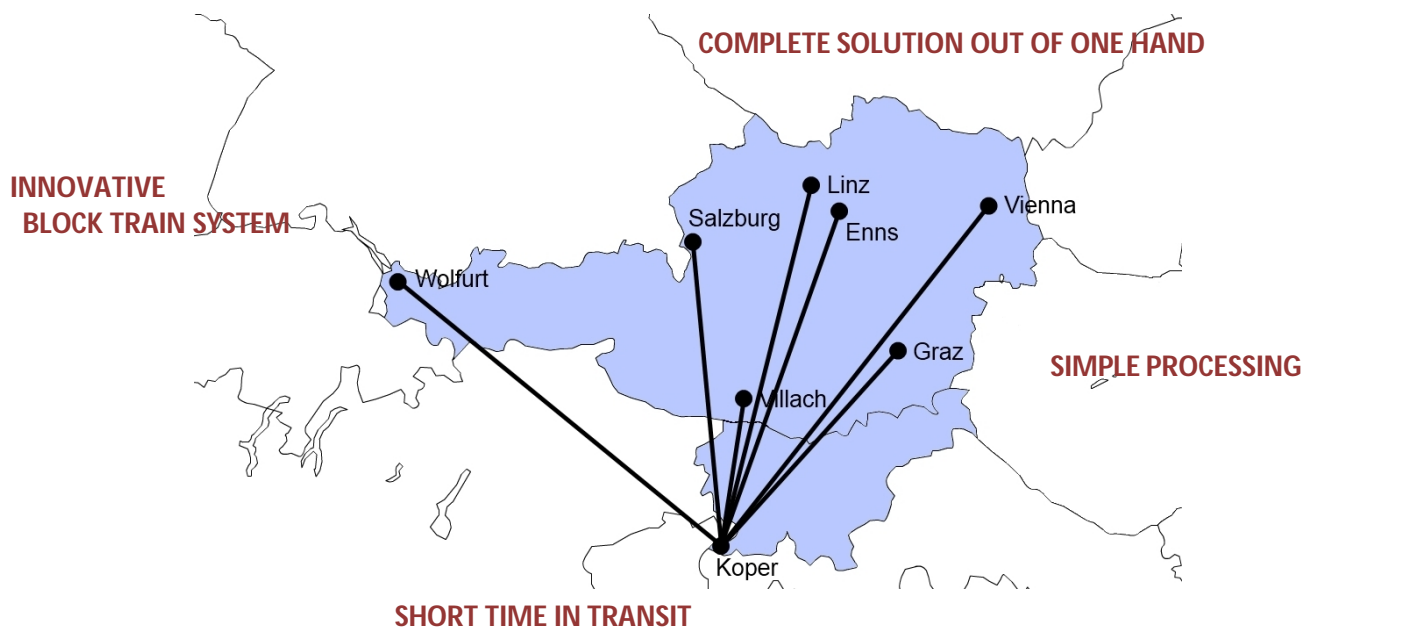 COMPLETE SOLUTION OUT OF ONE HAND
INNOVATIVE
BLOCK TRAIN SYSTEM
Linz
Vienna
Salzburg
Enns
Wolfurt
Graz
SIMPLE PROCESSING
Villach
Koper
SHORT TIME IN TRANSIT